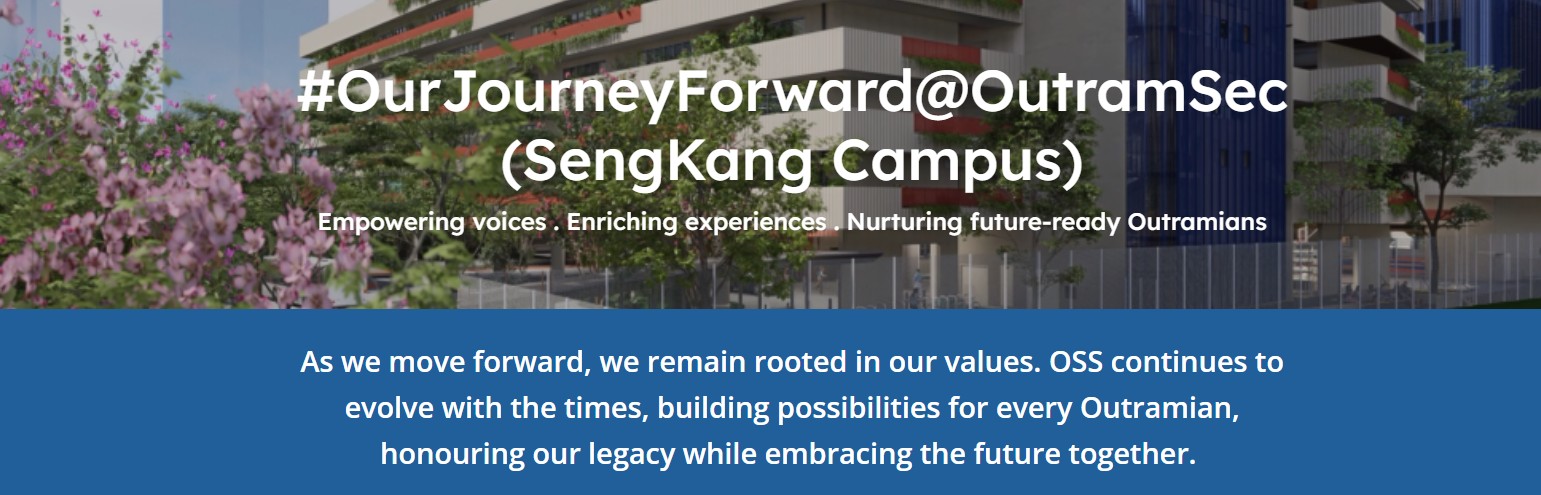 #OurJourneyForward@OutramSec
(SengKang Campus)
Empowering voices . Enriching experiences . Nurturing future-ready Outramians
As we move forward, we remain rooted in our values. OSS continues to
evolve with the times, building possibilities for every Outramian,
honouring our legacy while embracing the future together.